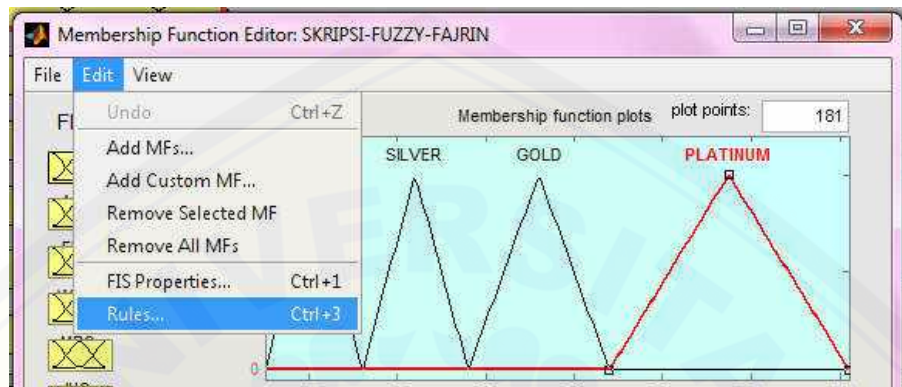 Membership Function Editor: SKRIPSI-FUZZY-FAJRIN
File Edit View
Undo Ctrl+Z
Add MFs...
Add Custom MF...
Remove Selected MF
Remove All MFs
FIS Properties... Ctrl+1
Rules... Ctrl+3
Membership function plots plot points: 181
SILVER GOLD PLATINUM
0